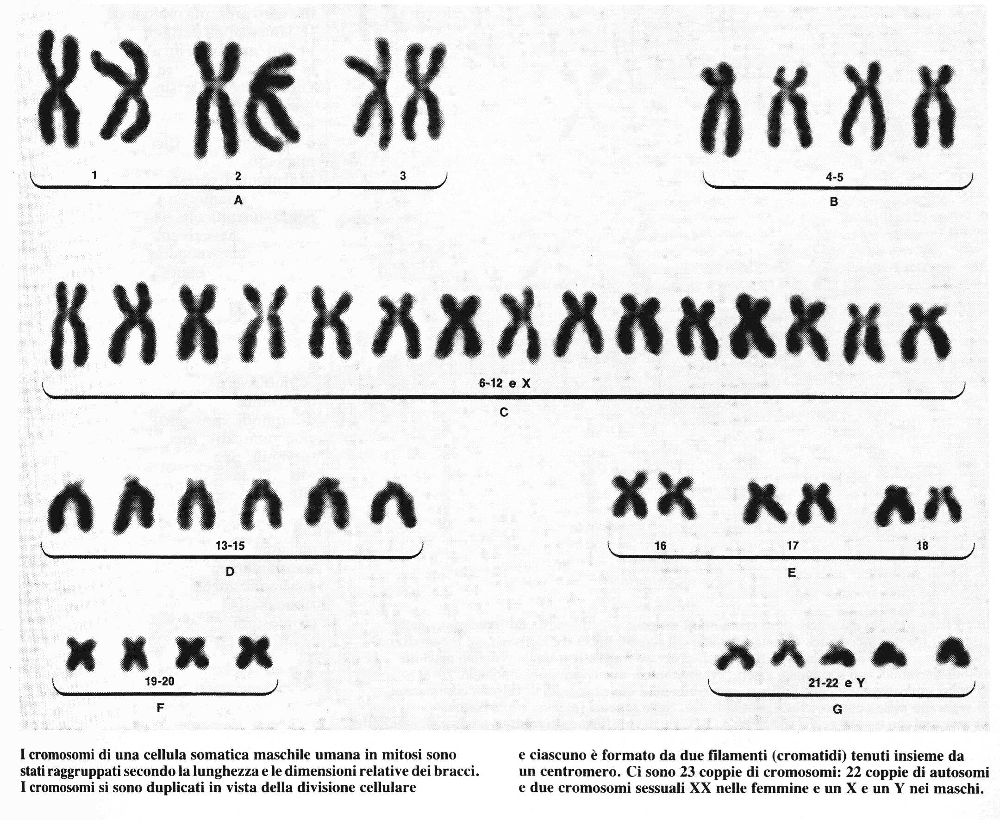 1 2 3
A
4-5
B
6-12 e X
C
13-15
D
16 17 18
E
19-20
F
21-22 e Y
G
I cromosomi di una cellula somatica maschile umana in mitosi sono
stati raggruppati secondo la lunghezza e le dimensioni relative dei bracci.
I cromosomi si sono duplicati in vista della divisione cellulare
e ciascuno è formato da due filamenti (cromatidi) tenuti insieme da
un centromero. Ci sono 23 coppie di cromosomi: 22 coppie di autosomi
e due cromosomi sessuali XX nelle femmine e un X e un Y nei maschi.